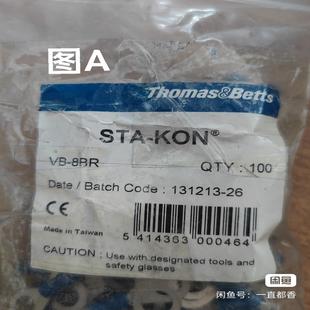 图A
Thomas&Betts
STA-KON®
VB-8BR QTY : 100
Date / Batch Code : 131213-26
CE
Made in Taiwan
5 414363 000464
CAUTION : Use with designated tools and
safety glasses
闲鱼
闲鱼号：一直都香